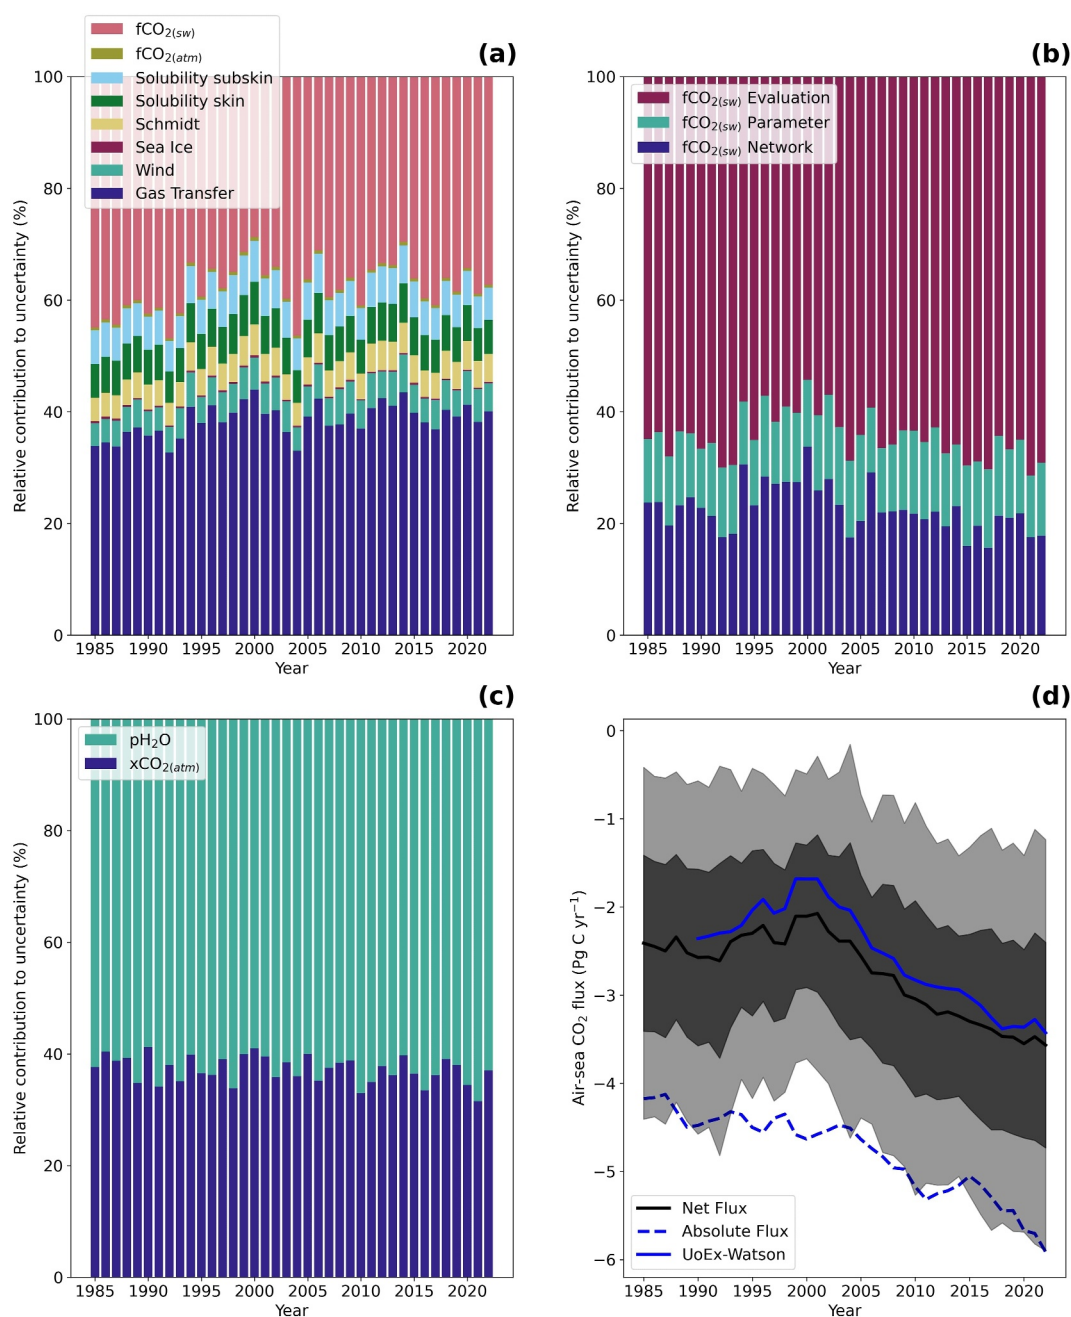 (a)
fCO2(sw)
fCO2(atm)
Solubility subskin
Solubility skin
Schmidt
Sea Ice
Wind
Gas Transfer
100
80
60
40
20
0
Relative contribution to uncertainty (%)
1985 1990 1995 2000 2005 2010 2015 2020
Year
(b)
fCO2(sw) Evaluation
fCO2(sw) Parameter
fCO2(sw) Network
100
80
60
40
20
0
Relative contribution to uncertainty (%)
1985 1990 1995 2000 2005 2010 2015 2020
Year
(c)
pH2O
xCO2(atm)
100
80
60
40
20
0
Relative contribution to uncertainty (%)
1985 1990 1995 2000 2005 2010 2015 2020
Year
(d)
0
−1
−2
−3
−4
−5
−6
Air-sea CO2 flux (Pg C yr−1)
Net Flux
Absolute Flux
UoEx-Watson
1985 1990 1995 2000 2005 2010 2015 2020
Year